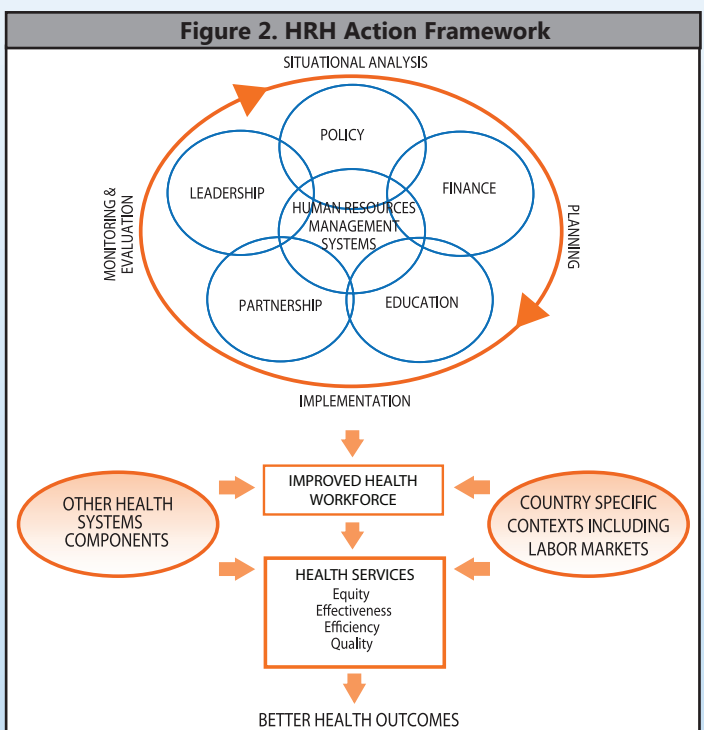 Figure 2. HRH Action Framework
SITUATIONAL ANALYSIS
POLICY
LEADERSHIP
FINANCE
MONITORING &
EVALUATION
HUMAN RESOURCES
MANAGEMENT
SYSTEMS
PLANNING
PARTNERSHIP
EDUCATION
IMPLEMENTATION
IMPROVED HEALTH
WORKFORCE
OTHER HEALTH
SYSTEMS
COMPONENTS
COUNTRY SPECIFIC
CONTEXTS INCLUDING
LABOR MARKETS
HEALTH SERVICES
Equity
Effectiveness
Efficiency
Quality
BETTER HEALTH OUTCOMES